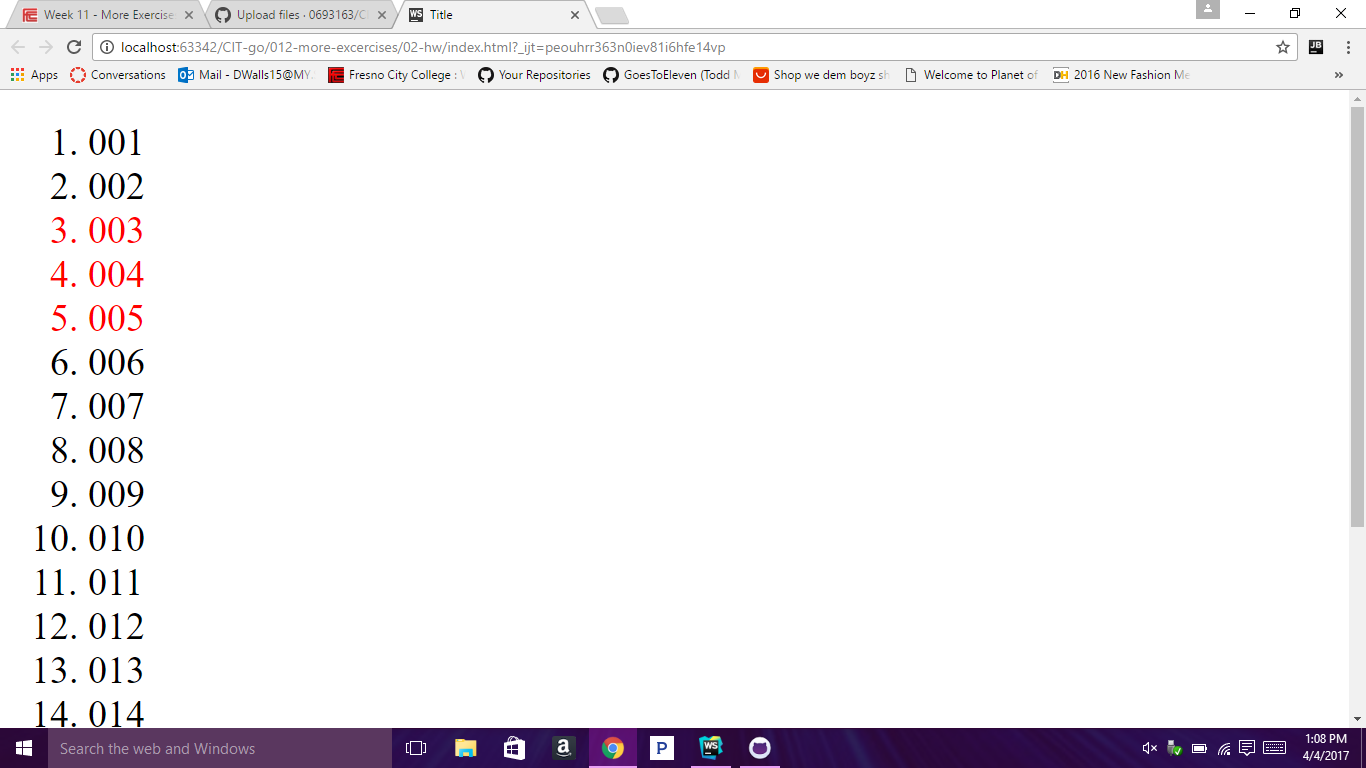 Week 11 - More Exercise
Upload files · 0693163/CI
WS Title
localhost:63342/CIT-go/012-more-excercises/02-hw/index.html?_ijt=peouhrr363n0iev81i6hfe14vp
JB
Apps Conversations Mail - DWalls15@MY. Fresno City College : Your Repositories GoesToEleven (Todd Shop we dem boyz sh Welcome to Planet of DH 2016 New Fashion Me »
1. 001
2. 002
3. 003
4. 004
5. 005
6. 006
7. 007
8. 008
9. 009
10. 010
11. 011
12. 012
13. 013
14. 014
Search the web and Windows
a P WS
1:08 PM
4/4/2017